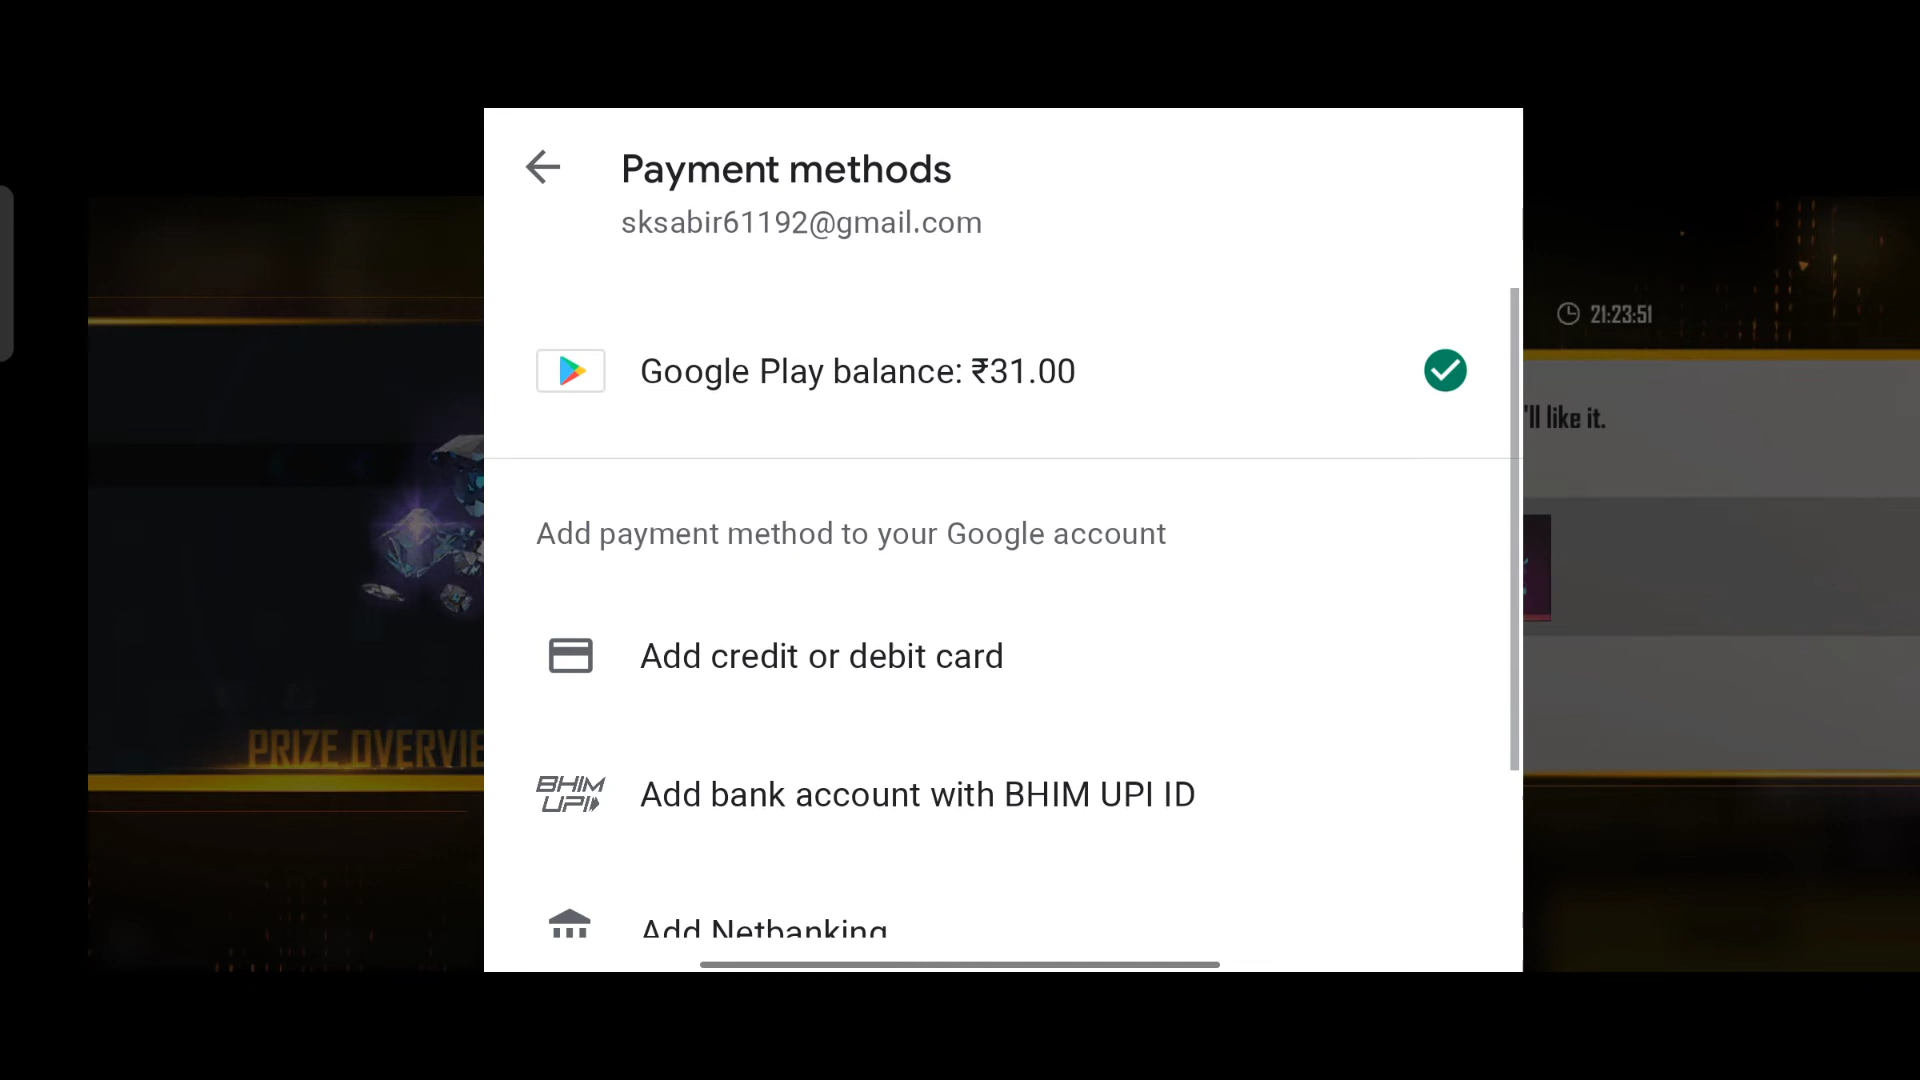 Payment methods
sksabir61192@gmail.com
Google Play balance: ₹31.00
Add payment method to your Google account
Add credit or debit card
BHIM
UPI
Add bank account with BHIM UPI ID
Add Netbanking
21:23:51
'll like it.
PRIZE OVERVIE